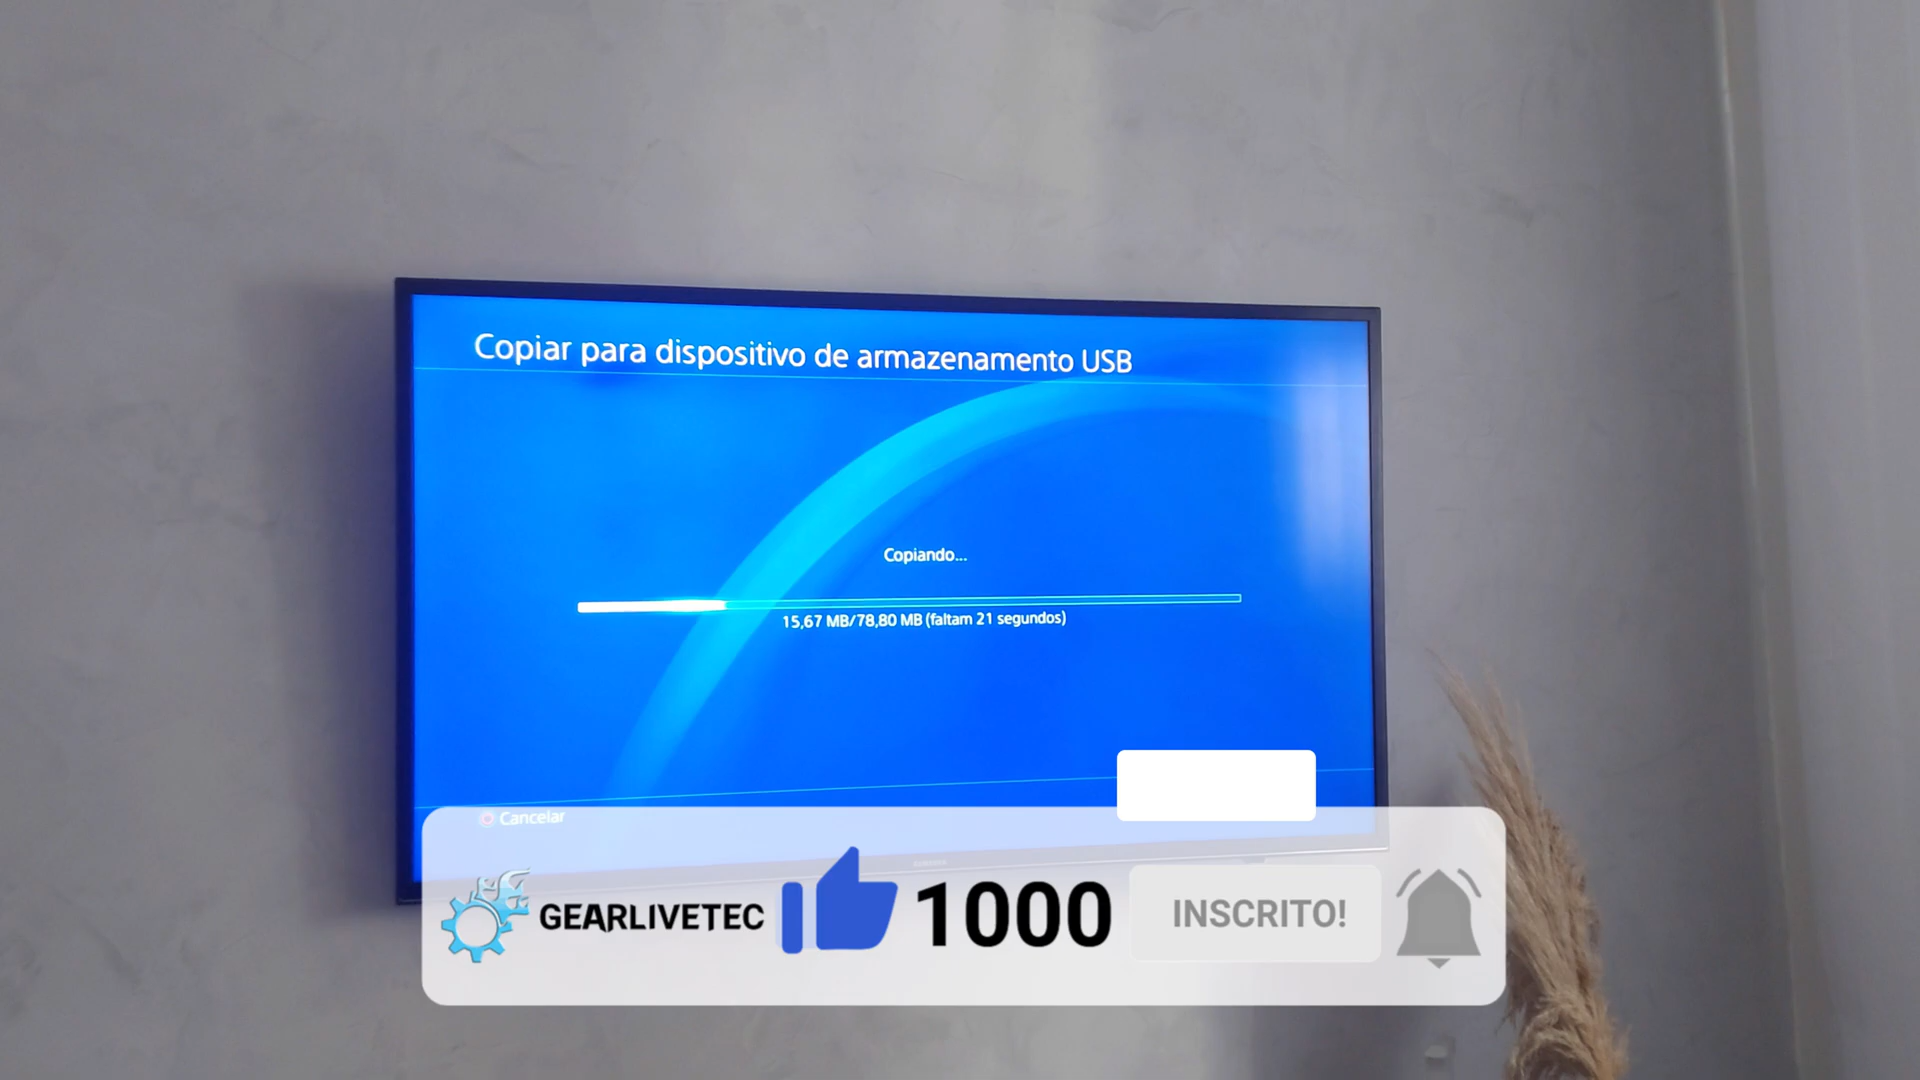 Copiar para dispositivo de armazenamento USB
Copiando...
15,67 MB/78,80 MB (faltam 21 segundos)
Cancelar
SAMSUNG
GEARLIVETEC
1000
INSCRITO!